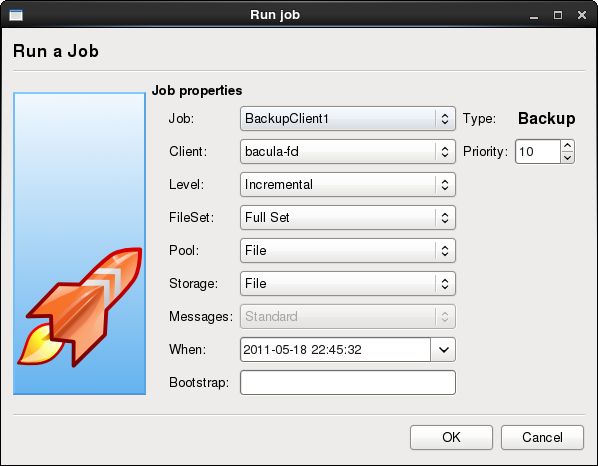 Run job
Run a Job
Job properties
Job: BackupClient1 Type: Backup
Client: bacula-fd Priority: 10
Level: Incremental
FileSet: Full Set
Pool: File
Storage: File
Messages: Standard
When: 2011-05-18 22:45:32
Bootstrap:
OK Cancel